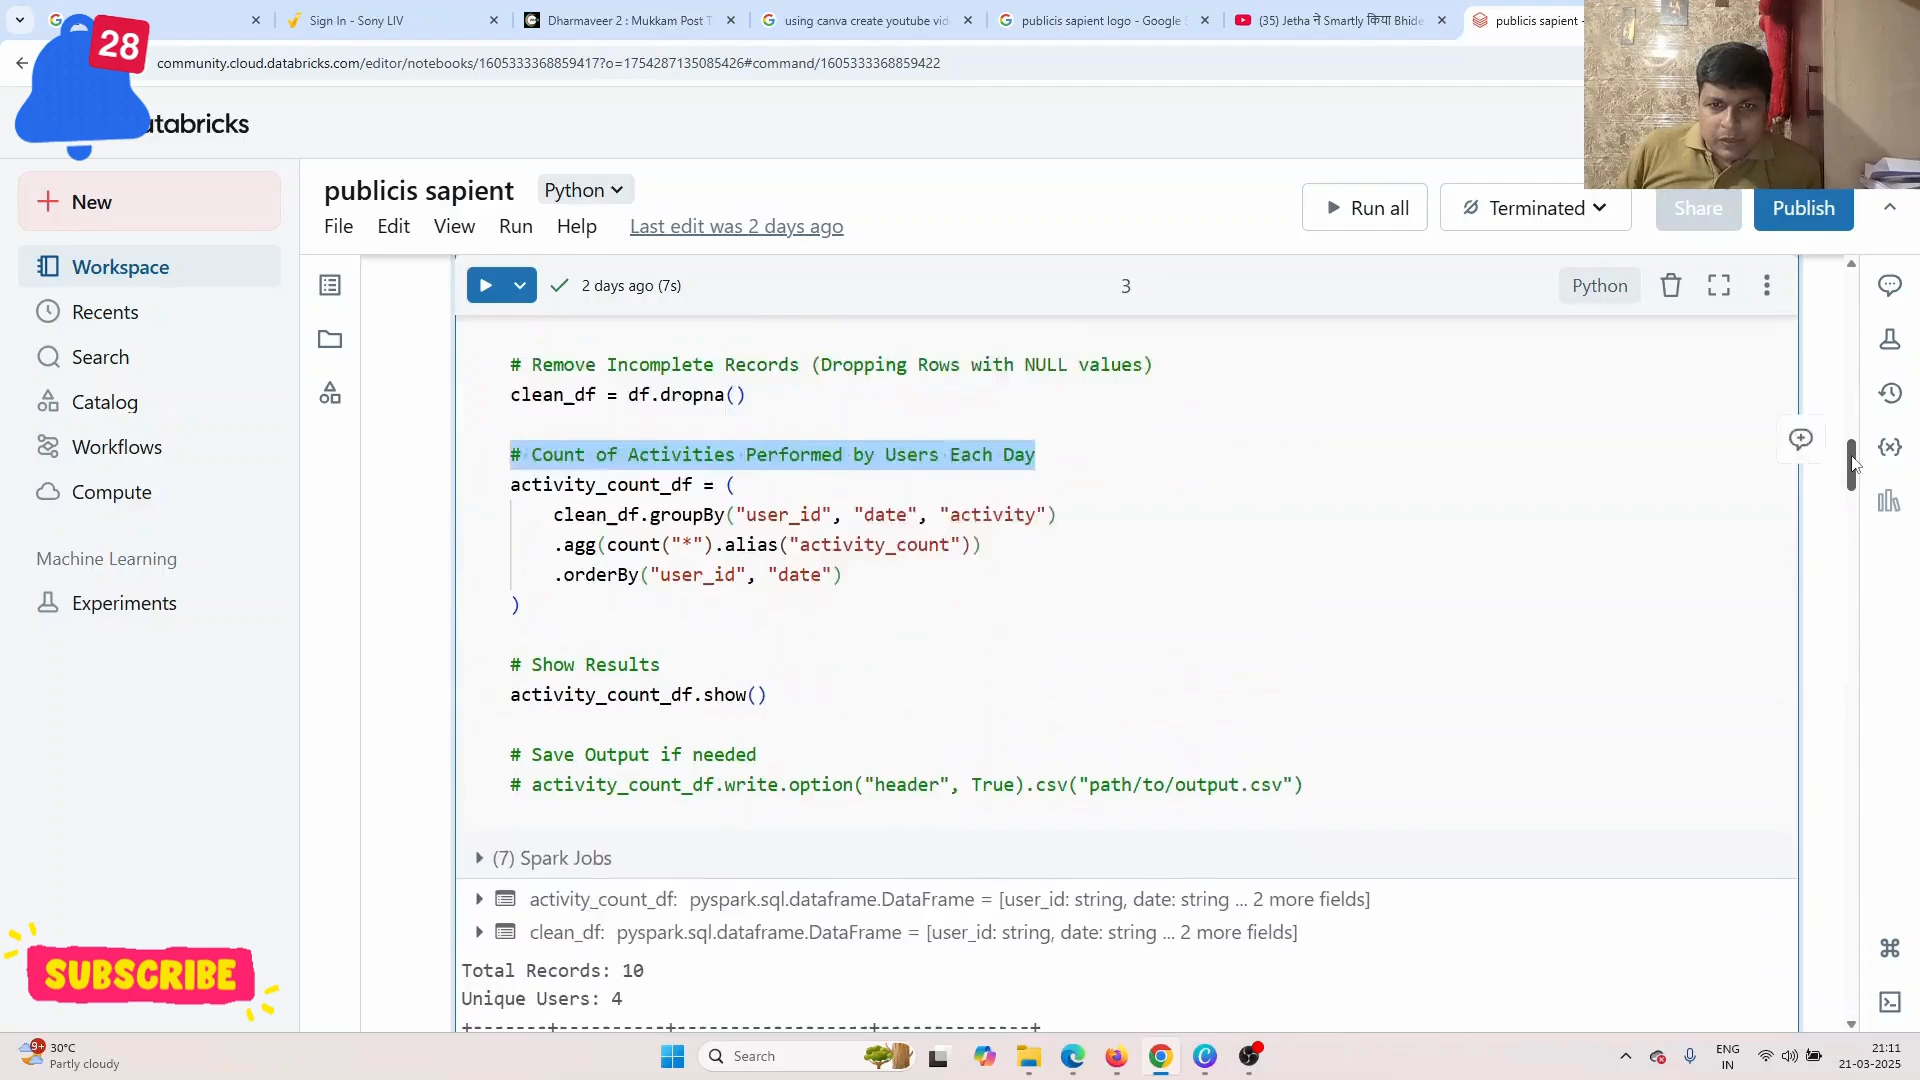 Sign In - Sony LIV
Dharmaveer 2 : Mukkam Post T
using canva create youtube vid
publicis sapient logo - Google S
(35) Jetha ने Smartly किया Bhide
publicis sapient -
28
community.cloud.databricks.com/editor/notebooks/1605333368859417?o=1754287135085426#command/1605333368859422
atabricks
New
Workspace
Recents
Search
Catalog
Workflows
Compute
Machine Learning
Experiments
publicis sapient
Python
File Edit View Run Help Last edit was 2 days ago
Run all
Terminated
Share
Publish
2 days ago (7s)
3
Python
# Remove Incomplete Records (Dropping Rows with NULL values)
clean_df = df.dropna()
# Count of Activities Performed by Users Each Day
activity_count_df = (
clean_df.groupBy("user_id", "date", "activity")
.agg(count("*").alias("activity_count"))
.orderBy("user_id", "date")
)
# Show Results
activity_count_df.show()
# Save Output if needed
# activity_count_df.write.option("header", True).csv("path/to/output.csv")
(7) Spark Jobs
activity_count_df: pyspark.sql.dataframe.DataFrame = [user_id: string, date: string ... 2 more fields]
clean_df: pyspark.sql.dataframe.DataFrame = [user_id: string, date: string ... 2 more fields]
Total Records: 10
Unique Users: 4
+-------+----------+------------------+--------------+
SUBSCRIBE
9+
30°C
Partly cloudy
Search
ENG
IN
21:11
21-03-2025